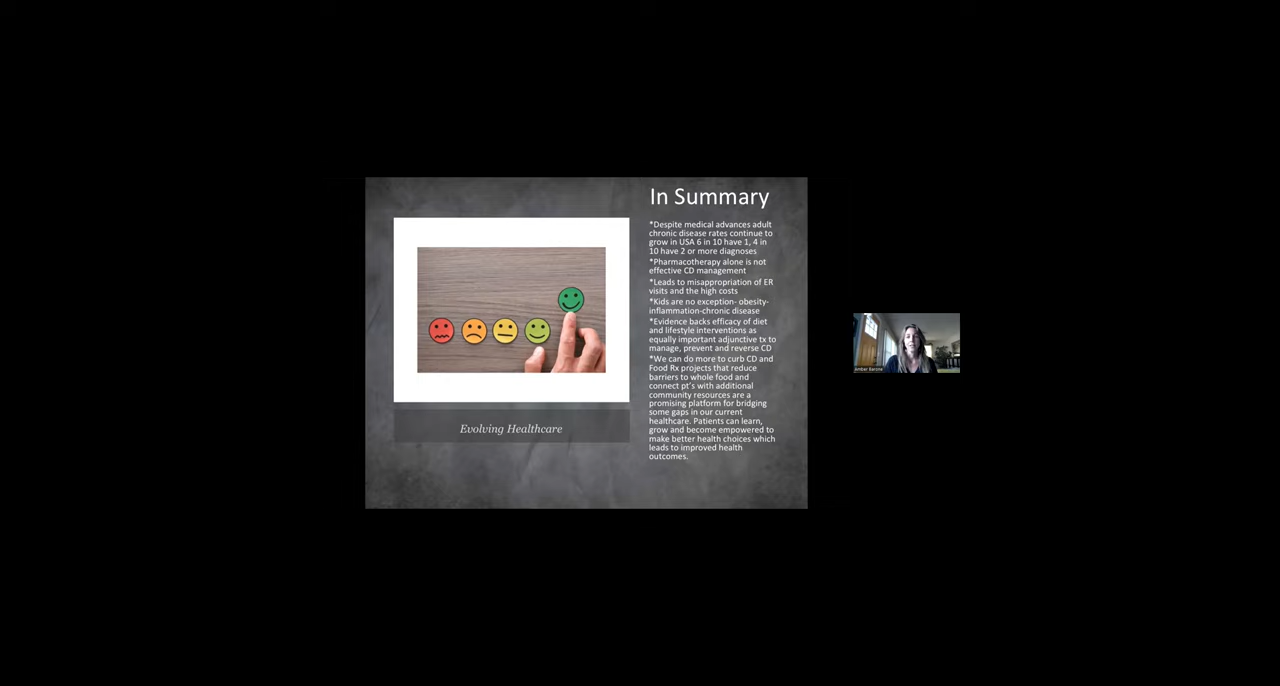 In Summary
*Despite medical advances adult
chronic disease rates continue to
grow in USA 6 in 10 have 1, 4 in
10 have 2 or more diagnoses
*Pharmacotherapy alone is not
effective CD management
*Leads to misappropriation of ER
visits and the high costs
*Kids are no exception- obesity-
inflammation-chronic disease
*Evidence backs efficacy of diet
and lifestyle interventions as
equally important adjunctive tx to
manage, prevent and reverse CD
*We can do more to curb CD and
Food Rx projects that reduce
barriers to whole food and
connect pt's with additional
community resources are a
promising platform for bridging
some gaps in our current
healthcare. Patients can learn,
grow and become empowered to
make better health choices which
leads to improved health
outcomes.
Evolving Healthcare
Amber Barone